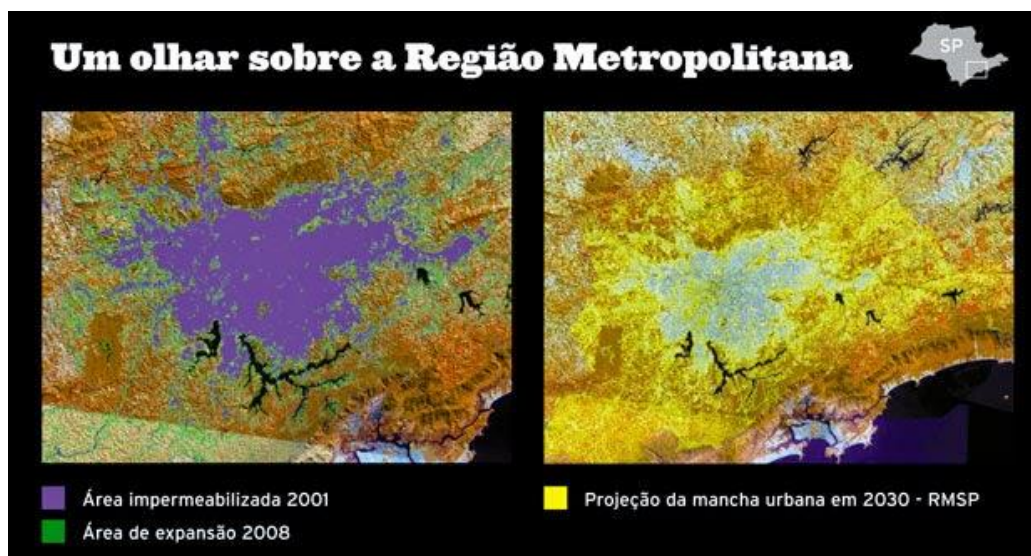 Um olhar sobre a Região Metropolitana
SP
Área impermeabilizada 2001
Área de expansão 2008
Projeção da mancha urbana em 2030 - RMSP